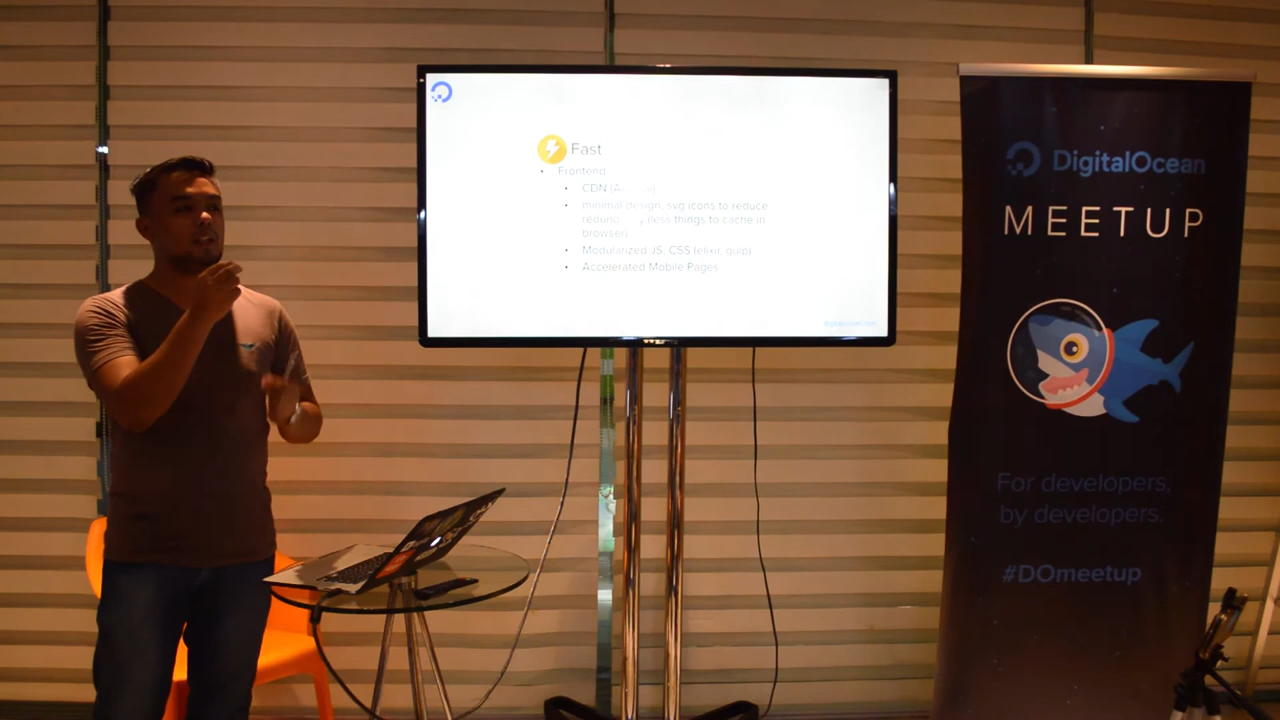 Fast
• Frontend
• CDN
• minimal design, svg icons to reduce
(less things to cache in
browser)
• Modularized JS, CSS (elixir, gulp)
• Accelerated Mobile Pages
DigitalOcean
MEETUP
For developers,
by developers.
#DOmeetup